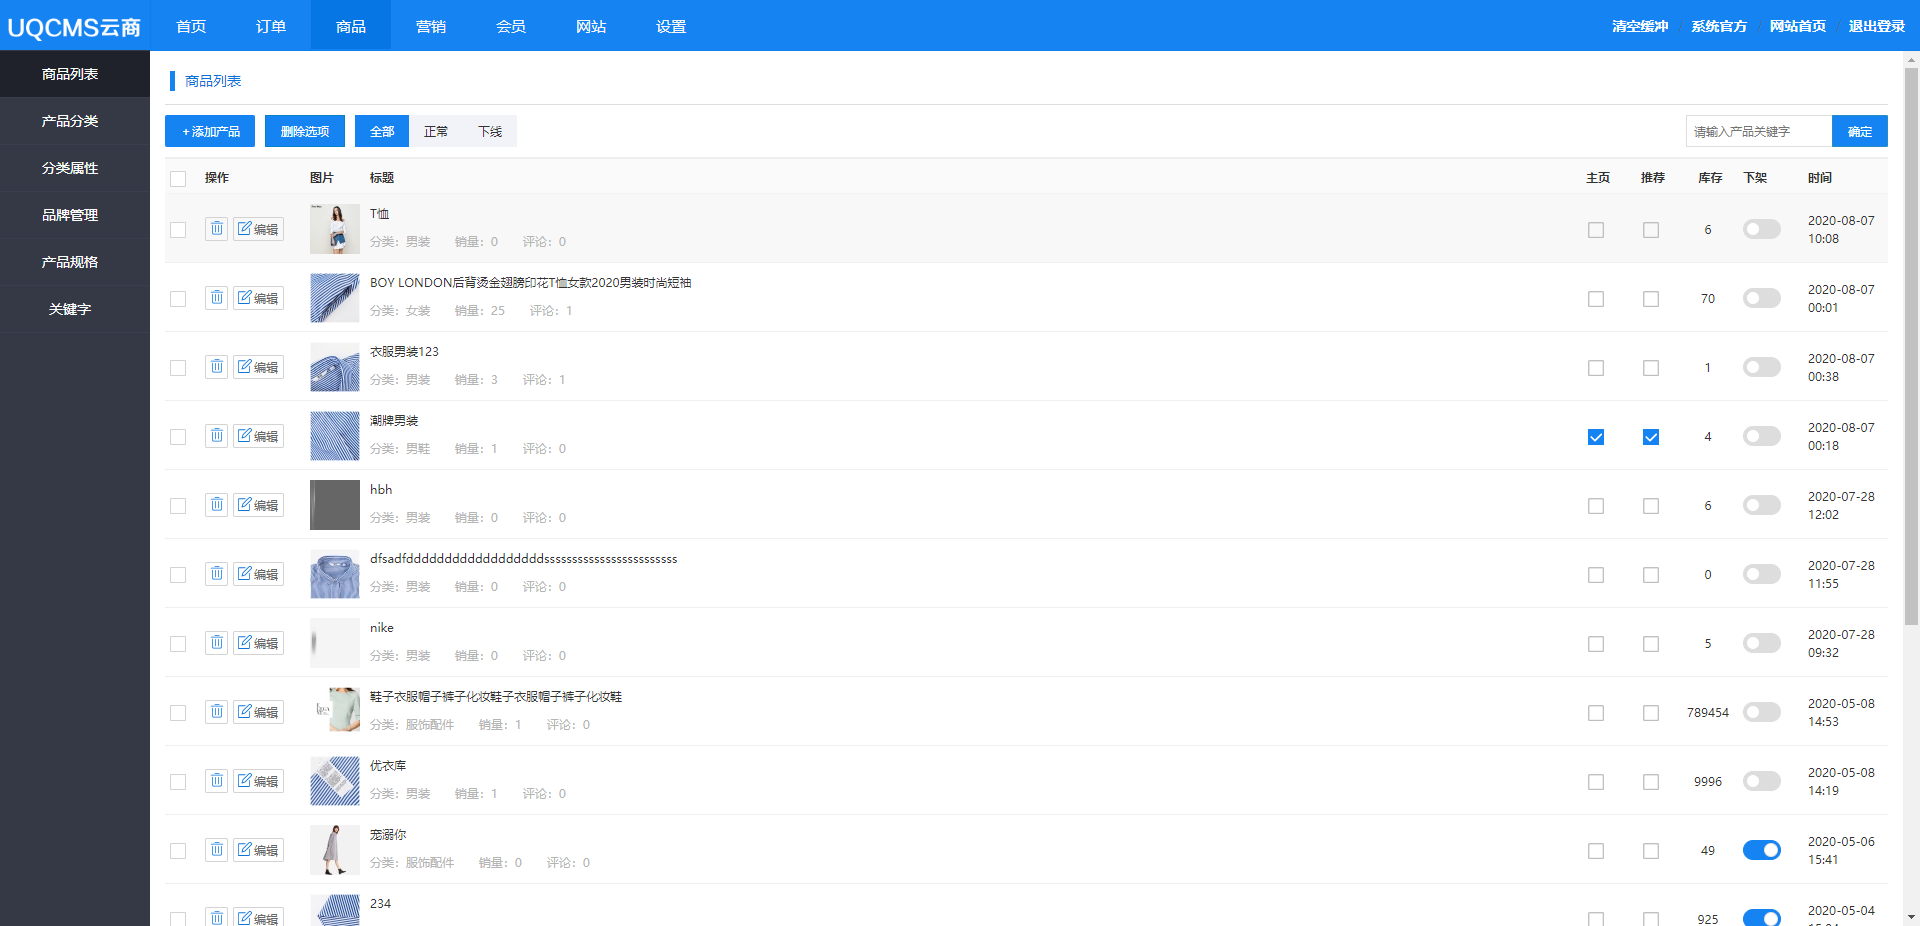 UQCMS云商 首页 订单 商品 营销 会员 网站 设置 清空缓冲 系统官方 网站首页 退出登录
商品列表
产品分类
分类属性
品牌管理
产品规格
关键字
商品列表
+添加产品 删除选项 全部 正常 下线 请输入产品关键字 确定
操作 图片 标题 主页 推荐 库存 下架 时间
编辑 T恤 6 2020-08-07 10:08
分类：男装 销量：0 评论：0
编辑 BOY LONDON后背烫金翅膀印花T恤女款2020男装时尚短袖 70 2020-08-07 00:01
分类：女装 销量：25 评论：1
编辑 衣服男装123 1 2020-08-07 00:38
分类：男装 销量：3 评论：1
编辑 潮牌男装 4 2020-08-07 00:18
分类：男鞋 销量：1 评论：0
编辑 hbh 6 2020-07-28 12:02
分类：男装 销量：0 评论：0
编辑 0 2020-07-28 11:55
分类：男装 销量：0 评论：0
编辑 nike 5 2020-07-28 09:32
分类：男装 销量：0 评论：0
编辑 鞋子衣服帽子裤子化妆鞋子衣服帽子裤子化妆鞋 789454 2020-05-08 14:53
分类：服饰配件 销量：1 评论：0
编辑 优衣库 9996 2020-05-08 14:19
分类：男装 销量：1 评论：0
编辑 宠溺你 49 2020-05-06 15:41
分类：服饰配件 销量：0 评论：0
编辑 234 925 2020-05-04